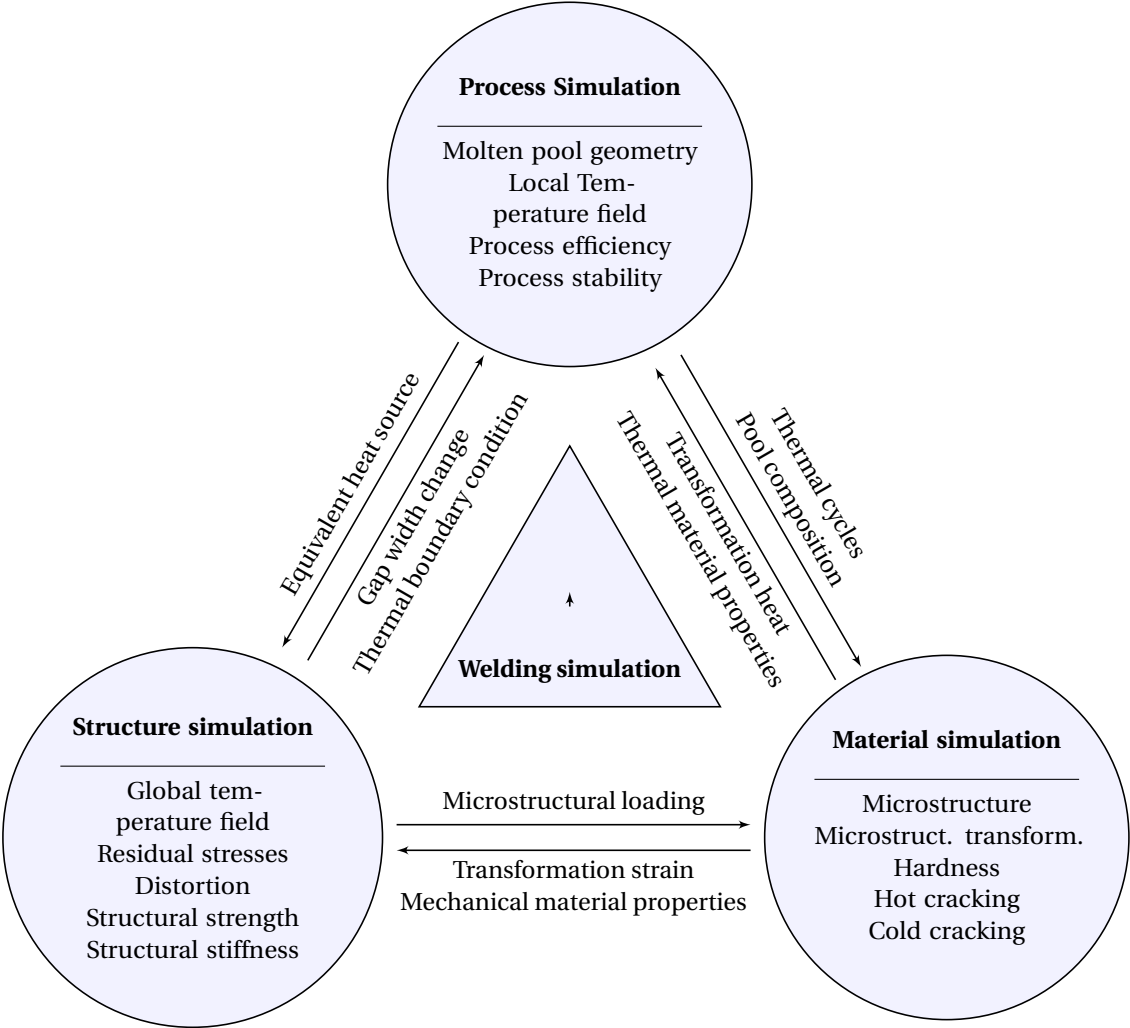 Process Simulation
Molten pool geometry
Local Tem-
perature field
Process efficiency
Process stability
Equivalent heat source
Gap width change
Thermal boundary condition
Thermal cycles
Pool composition
Transformation heat
Thermal material properties
Welding simulation
Structure simulation
Global tem-
perature field
Residual stresses
Distortion
Structural strength
Structural stiffness
Microstructural loading
Transformation strain
Mechanical material properties
Material simulation
Microstructure
Microstruct. transform.
Hardness
Hot cracking
Cold cracking